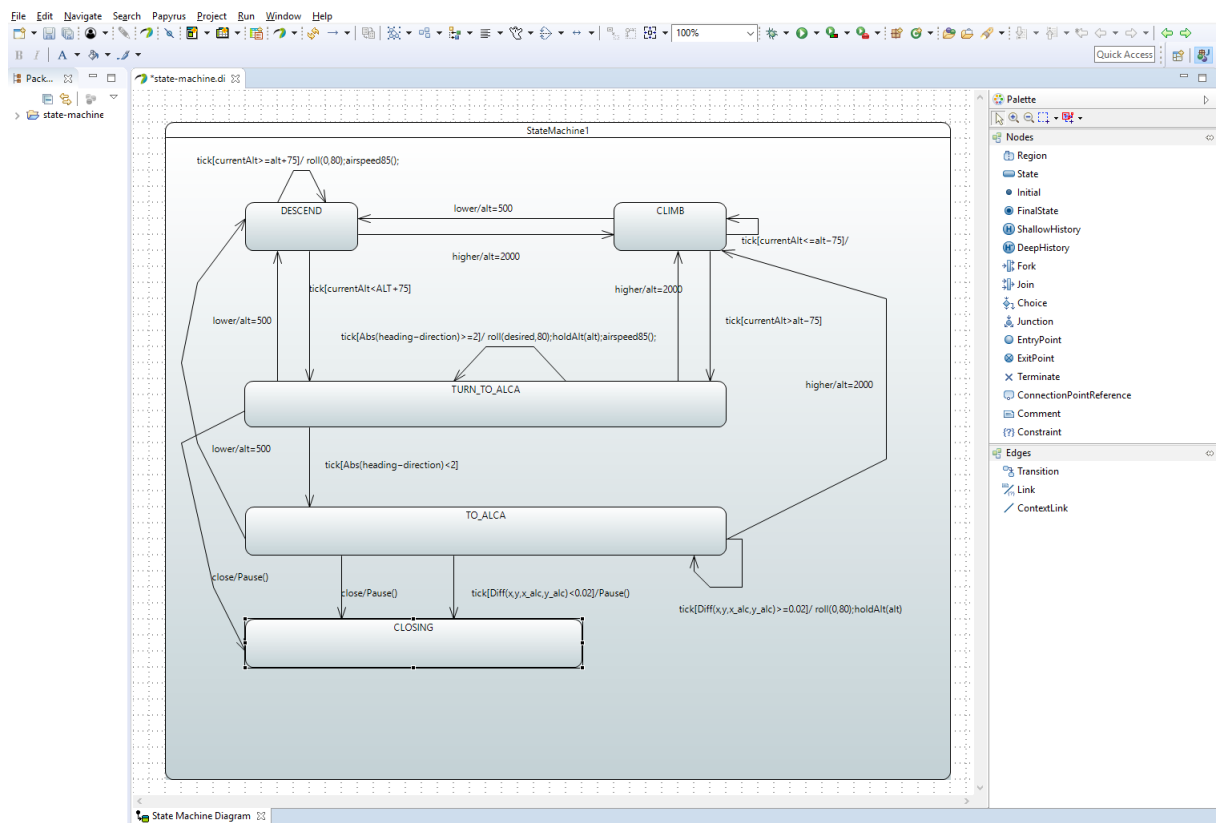 File Edit Navigate Search Papyrus Project Run Window Help
100%
B I A
Quick Access
Pack...
*state-machine.di
state-machine
StateMachine1
tick[currentAlt>=alt+75]/ roll(0,80);airspeed85();
DESCEND
lower/alt=500
CLIMB
tick[currentAlt<=alt-75]/
higher/alt=2000
tick[currentAlt<ALT+75]
higher/alt=2000
lower/alt=500
tick[currentAlt>alt-75]
tick[Abs(heading-direction)>=2]/ roll(desired,80);holdAlt(alt);airspeed85();
TURN_TO_ALCA
higher/alt=2000
lower/alt=500
tick[Abs(heading-direction)<2]
TO_ALCA
close/Pause()
close/Pause()
tick[Diff(x,y,x_alc,y_alc)<0.02]/Pause()
tick[Diff(x,y,x_alc,y_alc)>=0.02]/ roll(0,80);holdAlt(alt)
CLOSING
Palette
Nodes
Region
State
Initial
FinalState
ShallowHistory
DeepHistory
Fork
Join
Choice
Junction
EntryPoint
ExitPoint
Terminate
ConnectionPointReference
Comment
Constraint
Edges
Transition
Link
ContextLink
State Machine Diagram